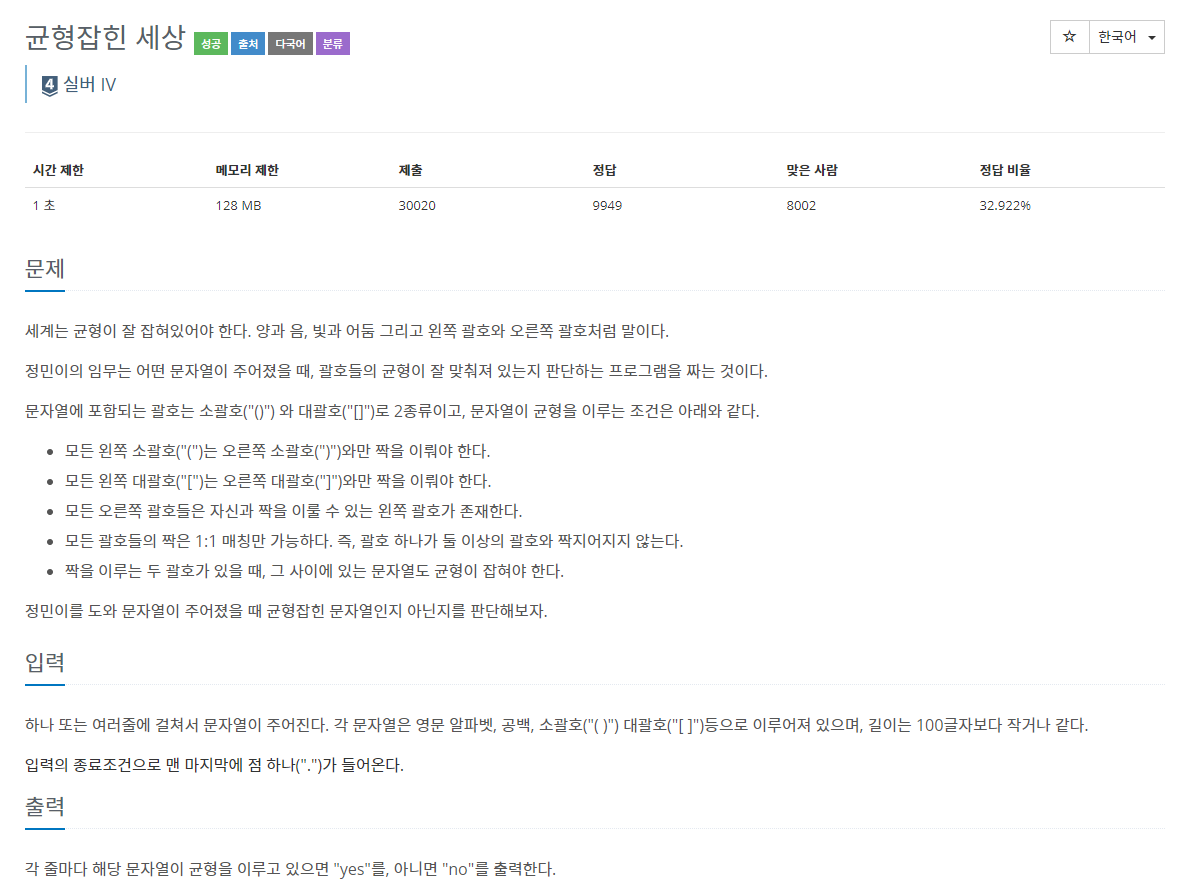 균형잡힌 세상 성공 출처 다국어 분류
☆ 한국어
4 실버 IV
시간 제한 메모리 제한 제출 정답 맞은 사람 정답 비율
1 초 128 MB 30020 9949 8002 32.922%
문제
세계는 균형이 잘 잡혀있어야 한다. 양과 음, 빛과 어둠 그리고 왼쪽 괄호와 오른쪽 괄호처럼 말이다.
정민이의 임무는 어떤 문자열이 주어졌을 때, 괄호들의 균형이 잘 맞춰져 있는지 판단하는 프로그램을 짜는 것이다.
문자열에 포함되는 괄호는 소괄호("()") 와 대괄호("[]")로 2종류이고, 문자열이 균형을 이루는 조건은 아래와 같다.
• 모든 왼쪽 소괄호("(")는 오른쪽 소괄호(")")와만 짝을 이뤄야 한다.
• 모든 왼쪽 대괄호("[")는 오른쪽 대괄호("]")와만 짝을 이뤄야 한다.
• 모든 오른쪽 괄호들은 자신과 짝을 이룰 수 있는 왼쪽 괄호가 존재한다.
• 모든 괄호들의 짝은 1:1 매칭만 가능하다. 즉, 괄호 하나가 둘 이상의 괄호와 짝지어지지 않는다.
• 짝을 이루는 두 괄호가 있을 때, 그 사이에 있는 문자열도 균형이 잡혀야 한다.
정민이를 도와 문자열이 주어졌을 때 균형잡힌 문자열인지 아닌지를 판단해보자.
입력
하나 또는 여러줄에 걸쳐서 문자열이 주어진다. 각 문자열은 영문 알파벳, 공백, 소괄호("( )") 대괄호("[ ]")등으로 이루어져 있으며, 길이는 100글자보다 작거나 같다.
입력의 종료조건으로 맨 마지막에 점 하나(".")가 들어온다.
출력
각 줄마다 해당 문자열이 균형을 이루고 있으면 "yes"를, 아니면 "no"를 출력한다.